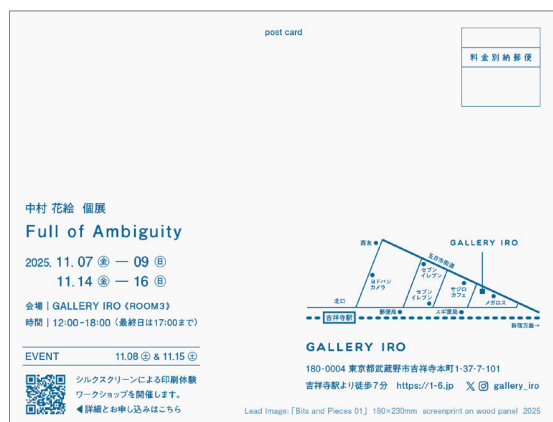 post card
料金別納郵便
中村 花絵 個展
Full of Ambiguity
2025. 11.07 ㊎ — 09 ㊐
11.14 ㊎ — 16 ㊐
会場 | GALLERY IRO 《ROOM3》
時間 | 12:00-18:00 (最終日は17:00まで)
EVENT 11.08 ㊏ & 11.15 ㊏
シルクスクリーンによる印刷体験
ワークショップを開催します。
◀詳細とお申し込みはこちら
西友
五日市街道
GALLERY IRO
ヨドバシ
カメラ
セブン
イレブン
セブン
イレブン
サジロ
カフェ
メガロス
北口
郵便局
スギ薬局
吉祥寺駅
新宿方面→
GALLERY IRO
180-0004 東京都武蔵野市吉祥寺本町1-37-7-101
吉祥寺駅より徒歩7分 https://1-6.jp gallery_iro
Lead Image:「Bits and Pieces 01」 180×230mm screenprint on wood panel 2025